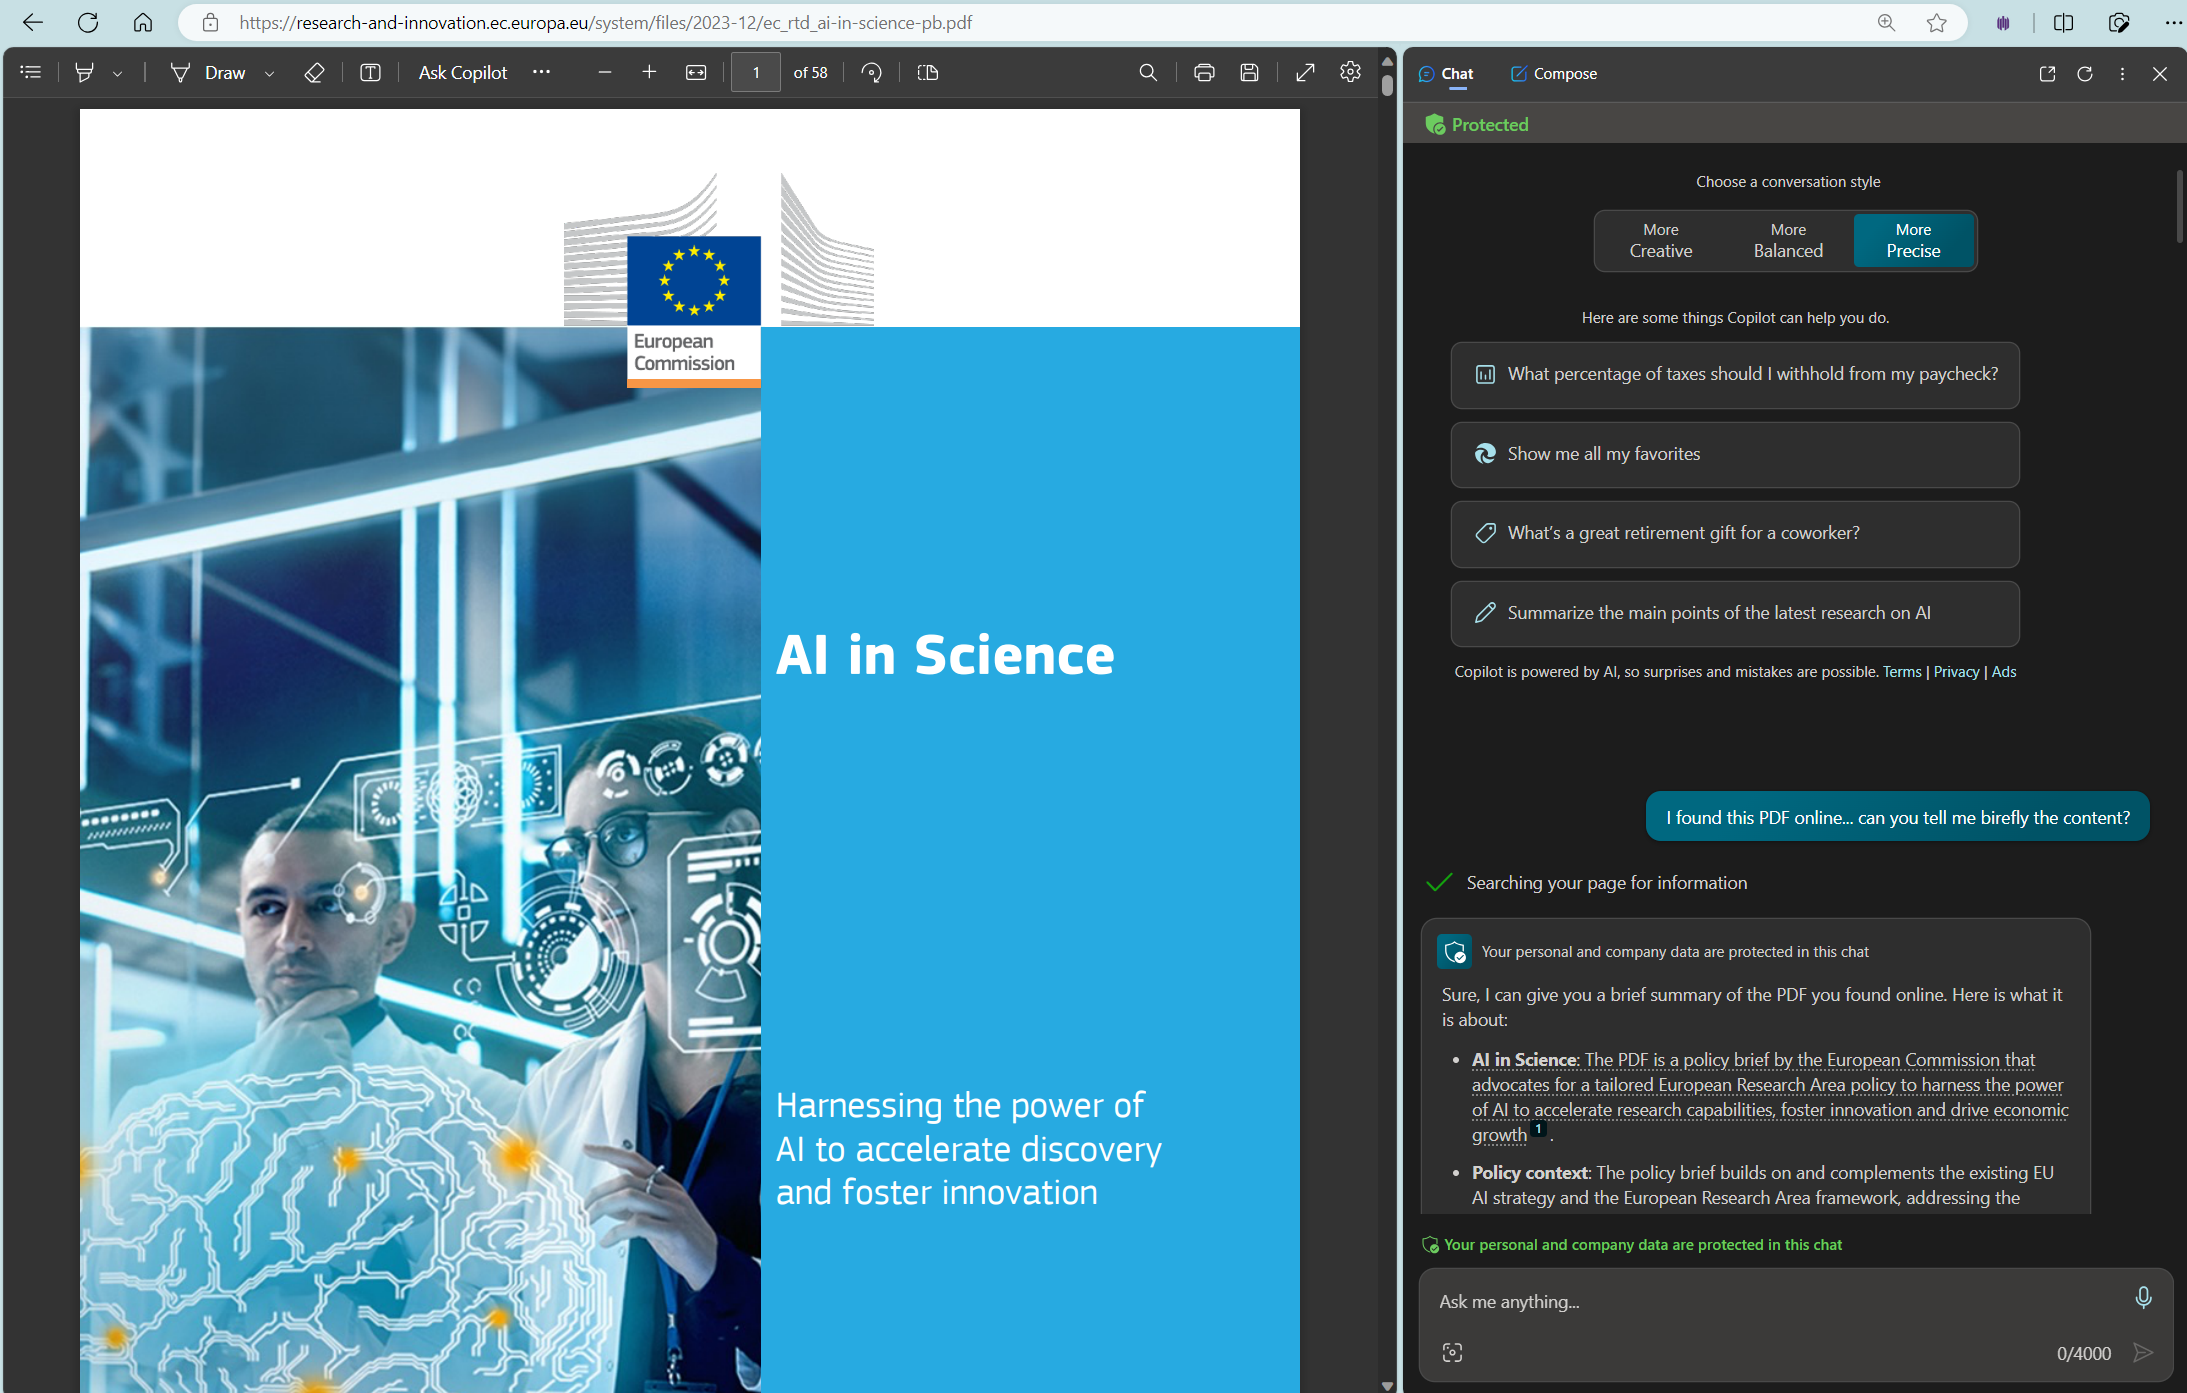 https://research-and-innovation.ec.europa.eu/system/files/2023-12/ec_rtd_ai-in-science-pb.pdf
Draw
Ask Copilot
1
of 58
European
Commission
AI in Science
Harnessing the power of
AI to accelerate discovery
and foster innovation
Chat
Compose
Protected
Choose a conversation style
More
Creative
More
Balanced
More
Precise
Here are some things Copilot can help you do.
What percentage of taxes should I withhold from my paycheck?
Show me all my favorites
What's a great retirement gift for a coworker?
Summarize the main points of the latest research on AI
Copilot is powered by AI, so surprises and mistakes are possible. Terms | Privacy | Ads
I found this PDF online... can you tell me birefly the content?
Searching your page for information
Your personal and company data are protected in this chat
Sure, I can give you a brief summary of the PDF you found online. Here is what it
is about:
• AI in Science: The PDF is a policy brief by the European Commission that
advocates for a tailored European Research Area policy to harness the power
of AI to accelerate research capabilities, foster innovation and drive economic
growth 1 .
• Policy context: The policy brief builds on and complements the existing EU
AI strategy and the European Research Area framework, addressing the
Your personal and company data are protected in this chat
Ask me anything...
0/4000